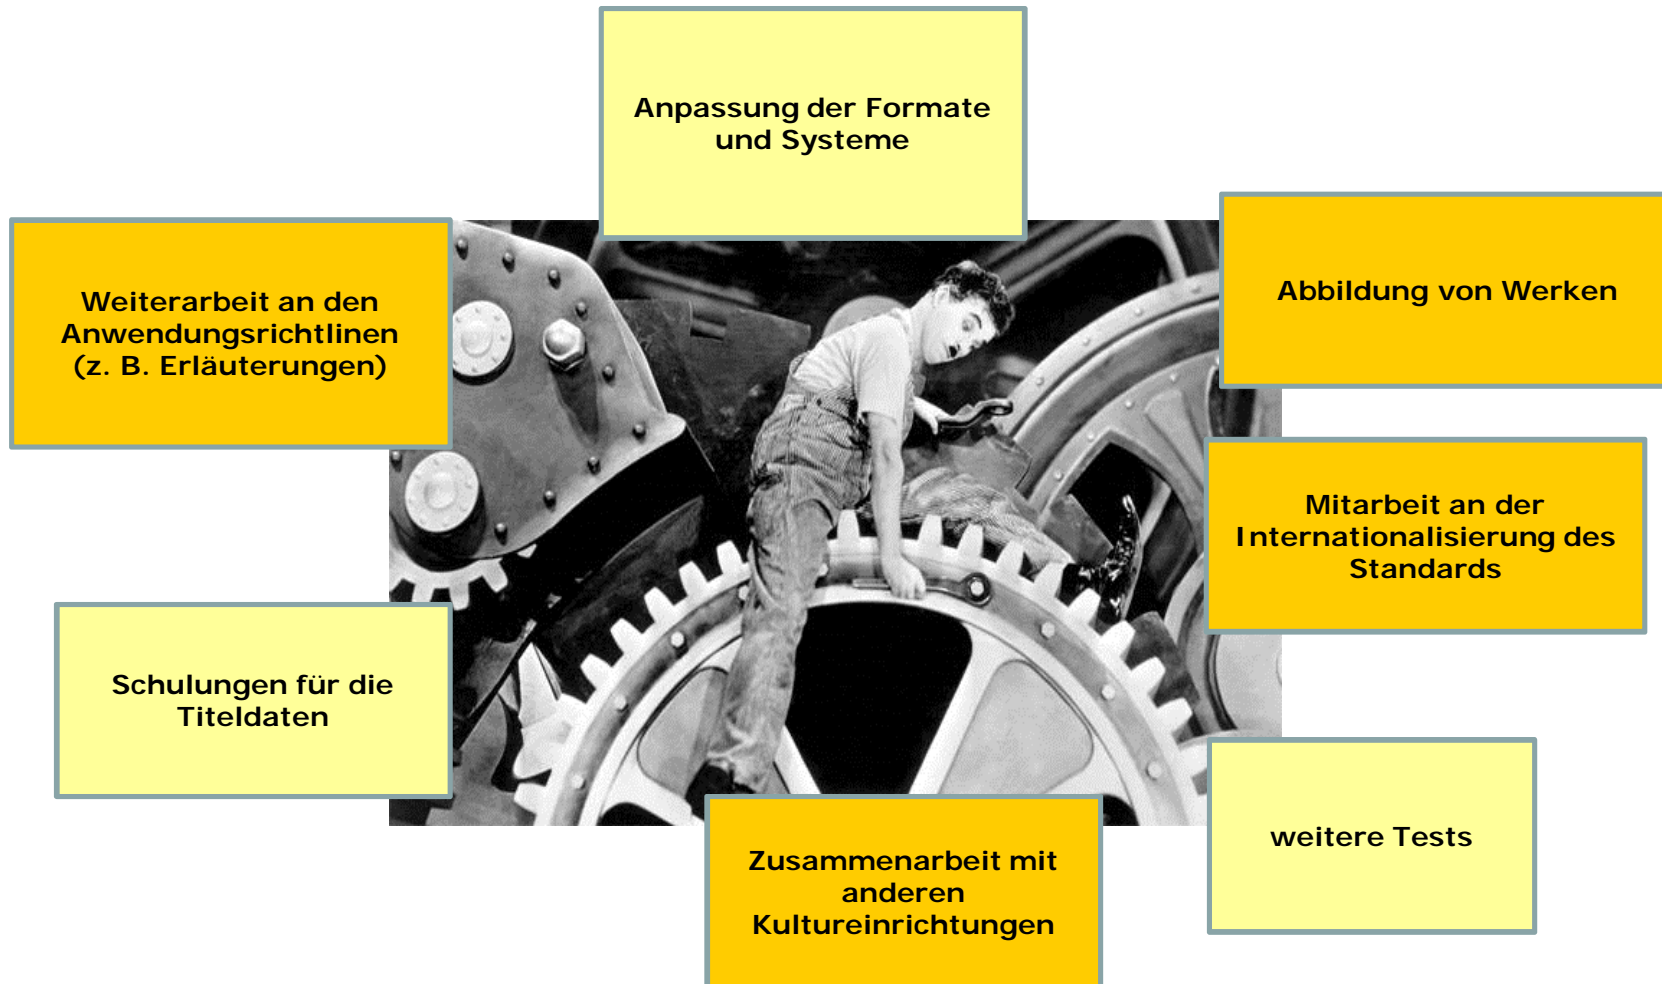 Anpassung der Formate
und Systeme
Weiterarbeit an den
Anwendungsrichtlinen
(z. B. Erläuterungen)
Abbildung von Werken
Mitarbeit an der
Internationalisierung des
Standards
Schulungen für die
Titeldaten
weitere Tests
Zusammenarbeit mit
anderen
Kultureinrichtungen